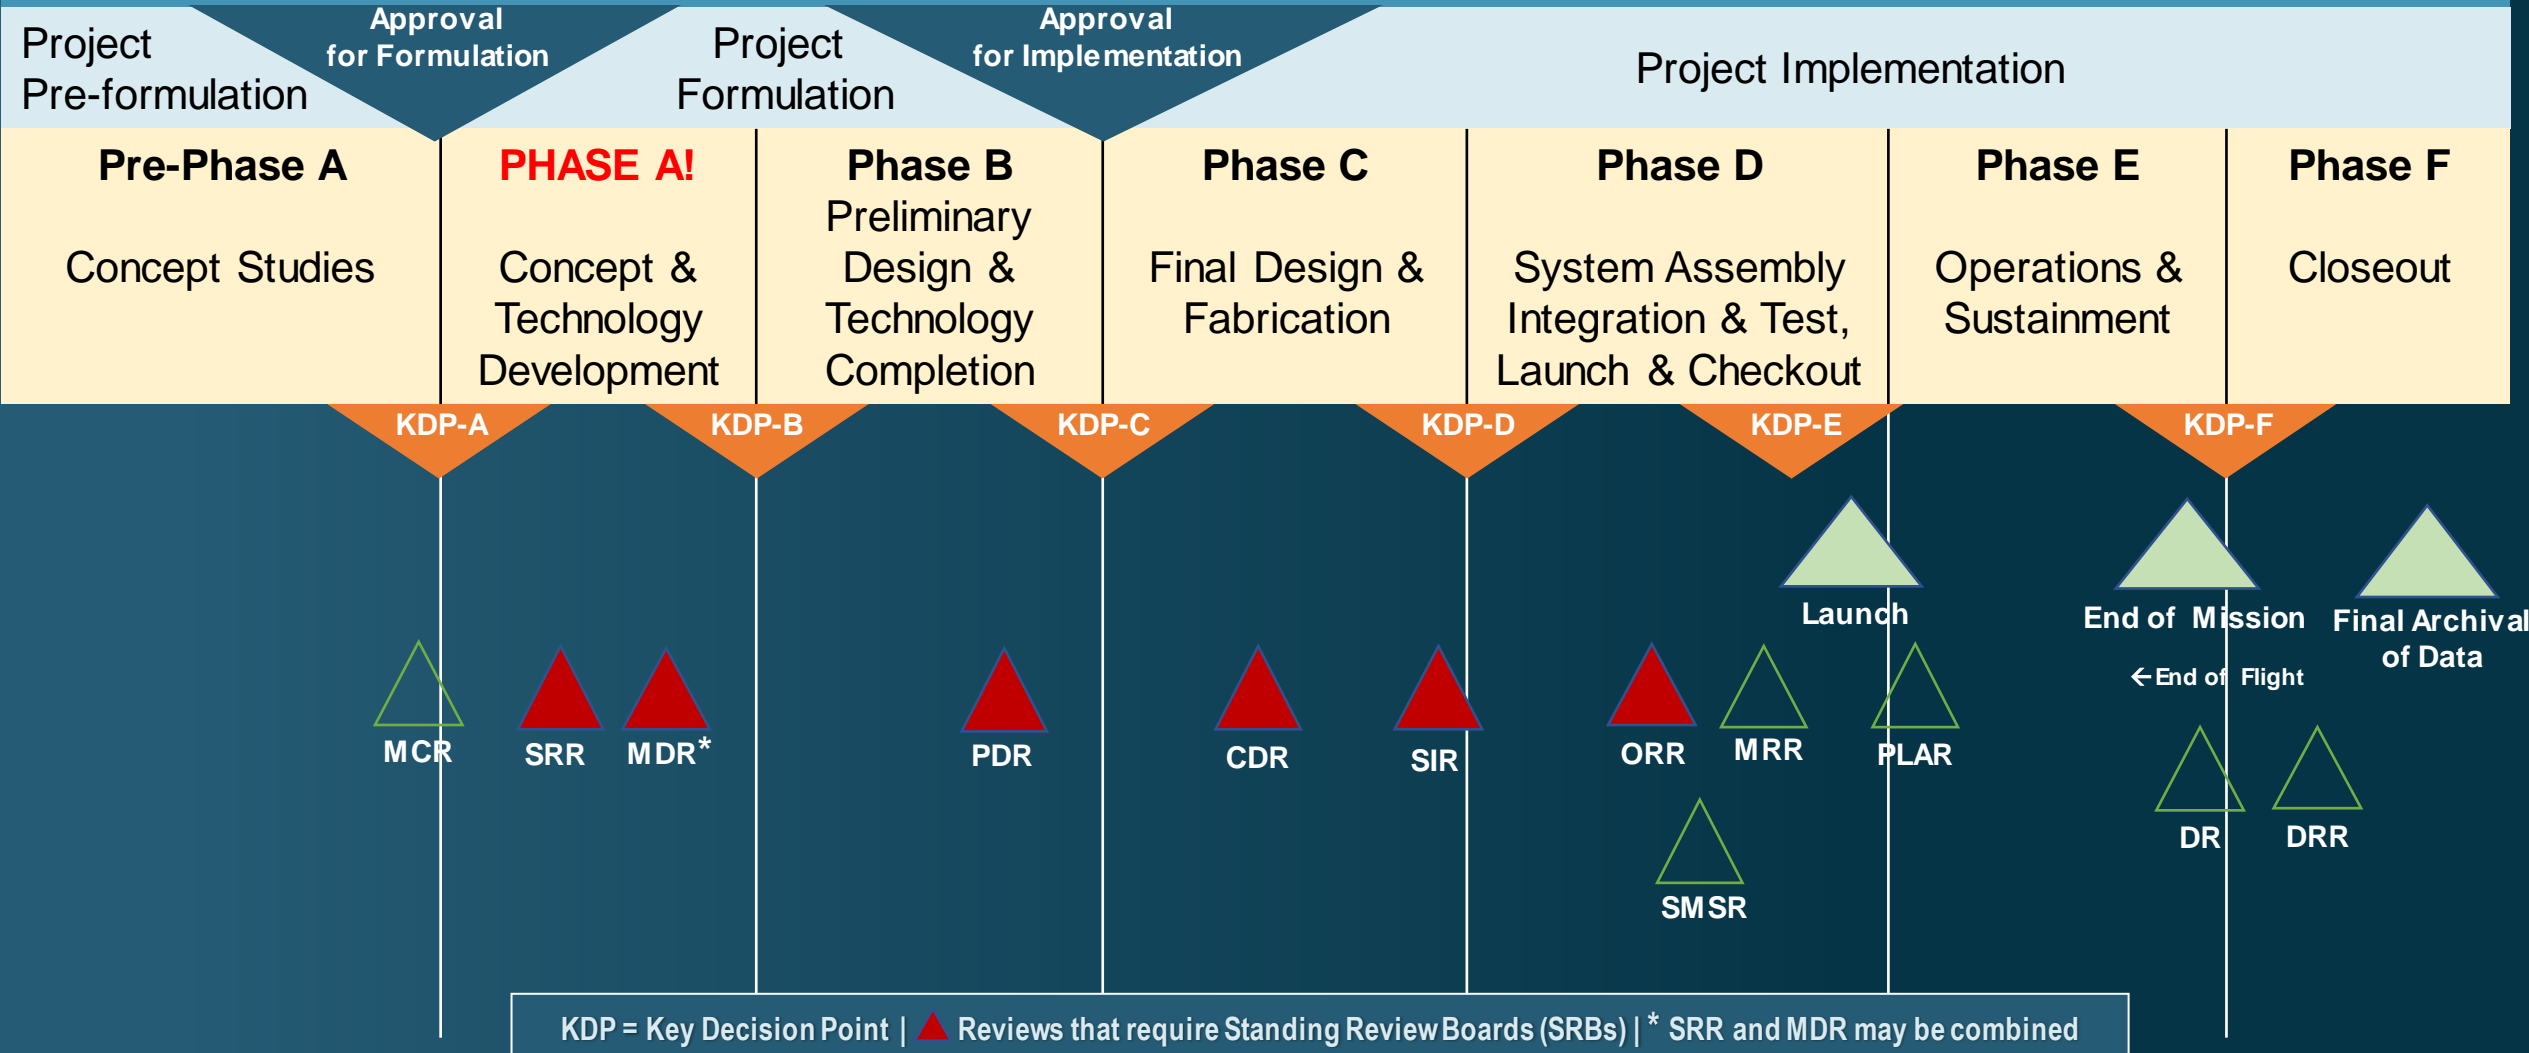 Project
Pre-formulation
Approval
for Formulation
Project
Formulation
Approval
for Implementation
Project Implementation
Pre-Phase A
Concept Studies
PHASE A!
Concept &
Technology
Development
Phase B
Preliminary
Design &
Technology
Completion
Phase C
Final Design &
Fabrication
Phase D
System Assembly
Integration & Test,
Launch & Checkout
Phase E
Operations &
Sustainment
Phase F
Closeout
KDP-A
KDP-B
KDP-C
KDP-D
KDP-E
KDP-F
Launch
End of Mission
←End of Flight
Final Archival
of Data
MCR
SRR
MDR*
PDR
CDR
SIR
ORR
MRR
PLAR
SMSR
DR
DRR
KDP = Key Decision Point | ▲ Reviews that require Standing Review Boards (SRBs) | * SRR and MDR may be combined